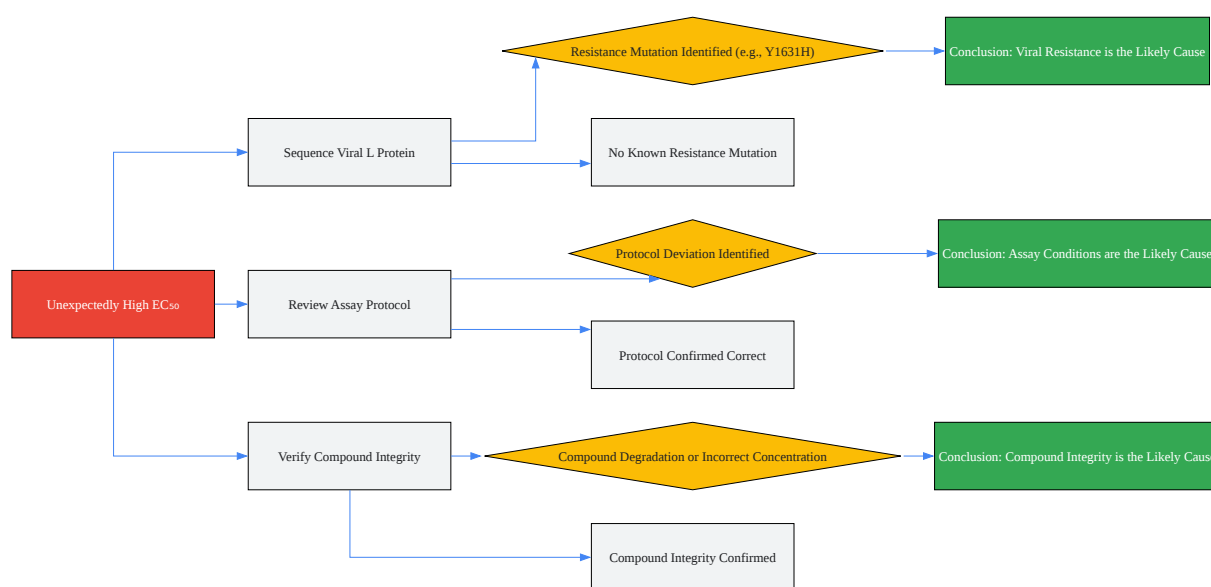 Resistance Mutation Identified (e.g., Y1631H)
Conclusion: Viral Resistance is the Likely Cause
Sequence Viral L Protein
No Known Resistance Mutation
Protocol Deviation Identified
Conclusion: Assay Conditions are the Likely Cause
Unexpectedly High EC₅₀
Review Assay Protocol
Protocol Confirmed Correct
Verify Compound Integrity
Compound Degradation or Incorrect Concentration
Conclusion: Compound Integrity is the Likely Caus
Compound Integrity Confirmed